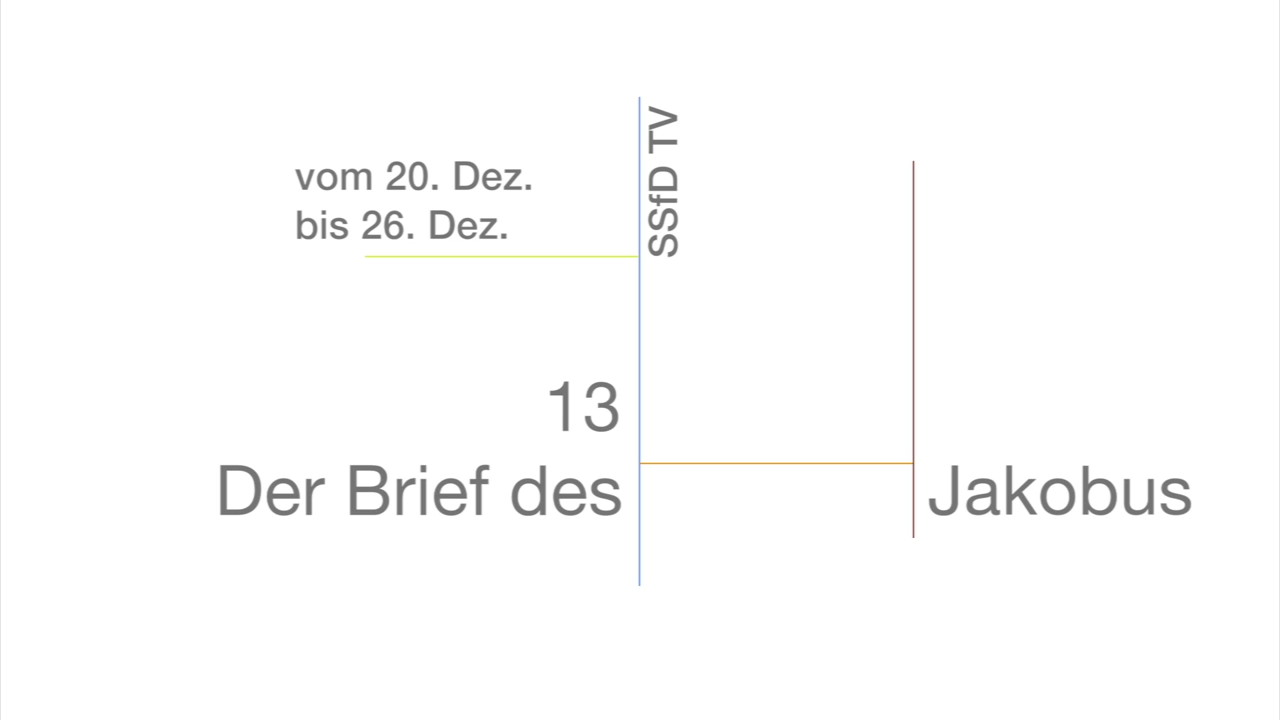 vom 20. Dez.
bis 26. Dez.
SSfD TV
13
Der Brief des
Jakobus